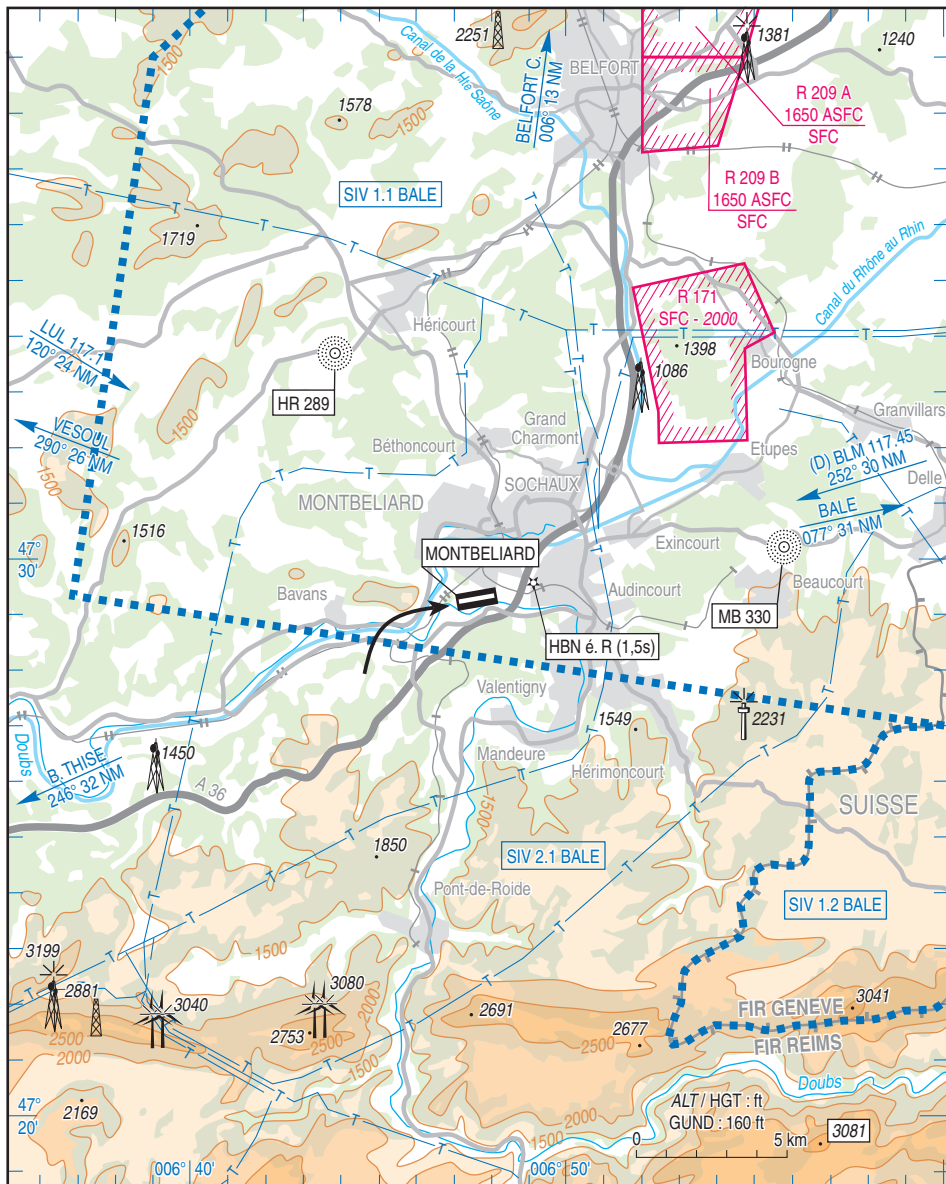 2251
1381
1240
Canal de la Hte Saône
BELFORT
BELFORT C.
006° 13 NM
1500
1578
1500
R 209 A
1650 ASFC
SFC
R 209 B
1650 ASFC
SFC
SIV 1.1 BALE
T
T
T
T
1719
Canal du Rhône au Rhin
R 171
SFC - 2000
1398
Héricourt
LUL 117.1
120° 24 NM
HR 289
1086
Bourogne
1500
VESOUL
290° 26 NM
1500
Grand
Charmont
Béthoncourt
Granvillars
Etupes
(D) BLM 117.45
252° 30 NM
Delle
BALE
077° 31 NM
MONTBELIARD
SOCHAUX
1516
47°
30'
MONTBELIARD
Exincourt
Bavans
Audincourt
Beaucourt
MB 330
HBN é. R (1,5s)
Valentigney
1549
2231
Mandeure
Hérimoncourt
Doubs
1450
B.THISE
246° 32 NM
A 36
1500
SUISSE
1850
SIV 2.1 BALE
Pont-de-Roide
SIV 1.2 BALE
1500
3199
2881
3040
3080
2000
2753
2500
2691
2677
2500
3041
FIR GENEVE
FIR REIMS
2500
2000
1500
Doubs
2169
47°
20'
ALT / HGT : ft
GUND : 160 ft
0
5 km
3081
2000
1500
006° 40'
006° 50'